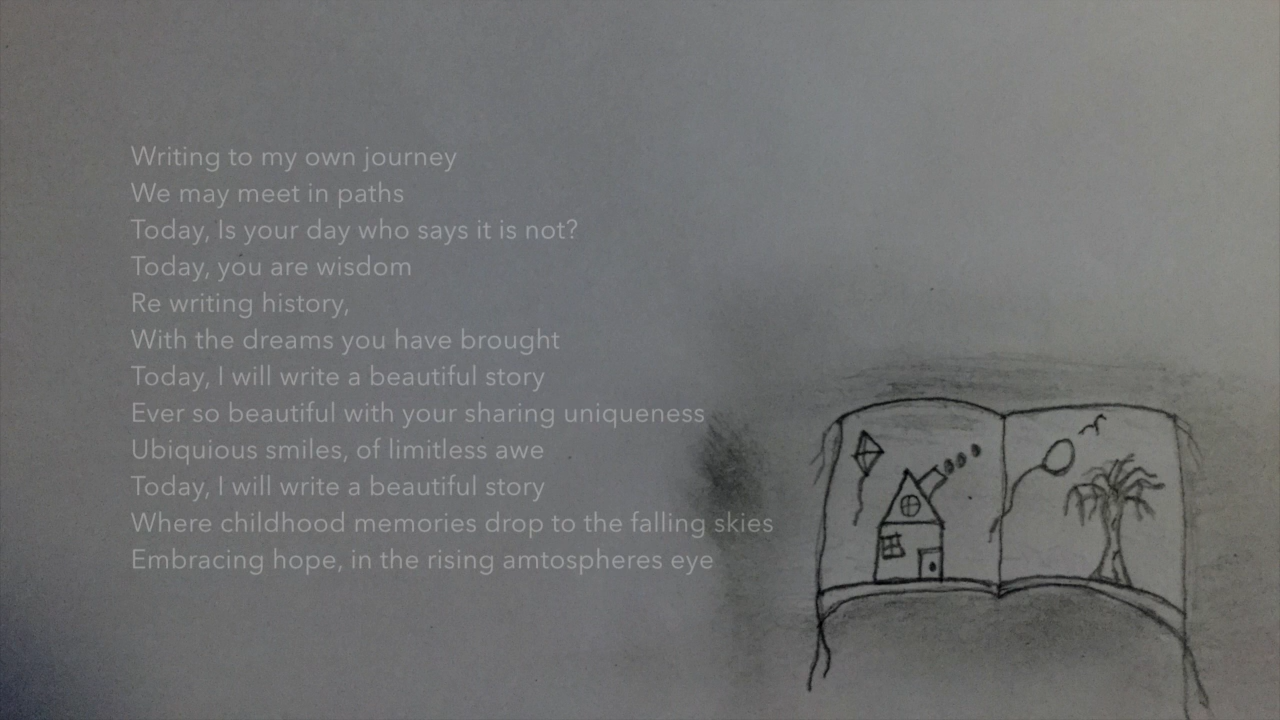 Writing to my own journey
We may meet in paths
Today, Is your day who says it is not?
Today, you are wisdom
Re writing history,
With the dreams you have brought
Today, I will write a beautiful story
Ever so beautiful with your sharing uniqueness
Ubiquious smiles, of limitless awe
Today, I will write a beautiful story
Where childhood memories drop to the falling skies
Embracing hope, in the rising amtospheres eye